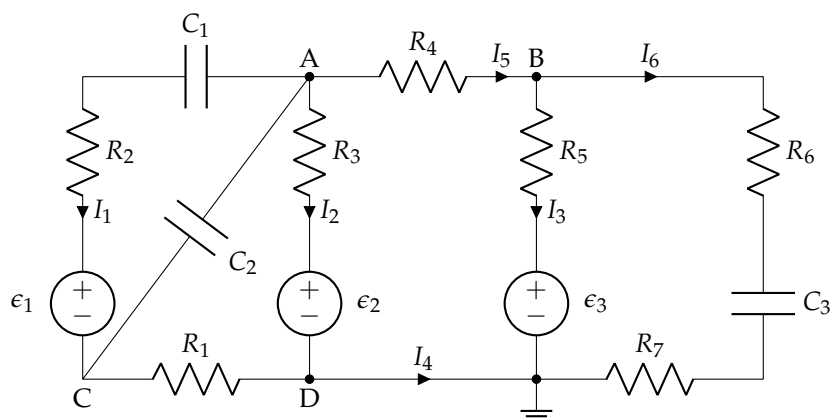 C₁
A
R₄
I₅
B
I₆
R₂
R₃
R₅
R₆
I₁
I₂
I₃
C₂
ϵ₁
+
−
ϵ₂
+
−
ϵ₃
+
−
C₃
R₁
I₄
R₇
C
D